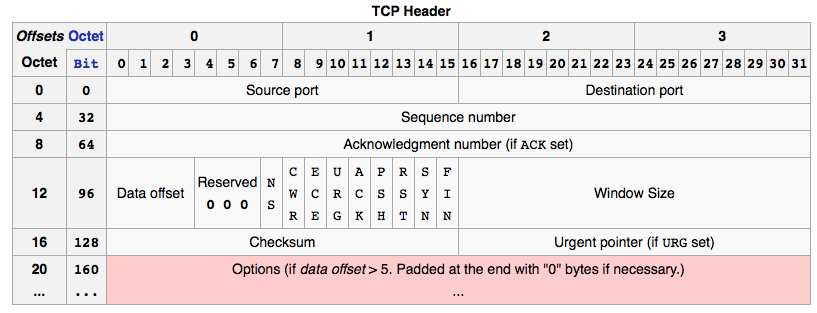 TCP Header
Offsets Octet 0 1 2 3
Octet Bit 0 1 2 3 4 5 6 7 8 9 10 11 12 13 14 15 16 17 18 19 20 21 22 23 24 25 26 27 28 29 30 31
0 0 Source port Destination port
4 32 Sequence number
8 64 Acknowledgment number (if ACK set)
12 96 Data offset Reserved 0 0 0 NS CWR ECE URG ACK PSH RST SYN FIN Window Size
16 128 Checksum Urgent pointer (if URG set)
20 160 Options (if data offset > 5. Padded at the end with "0" bytes if necessary.)
... ... ...